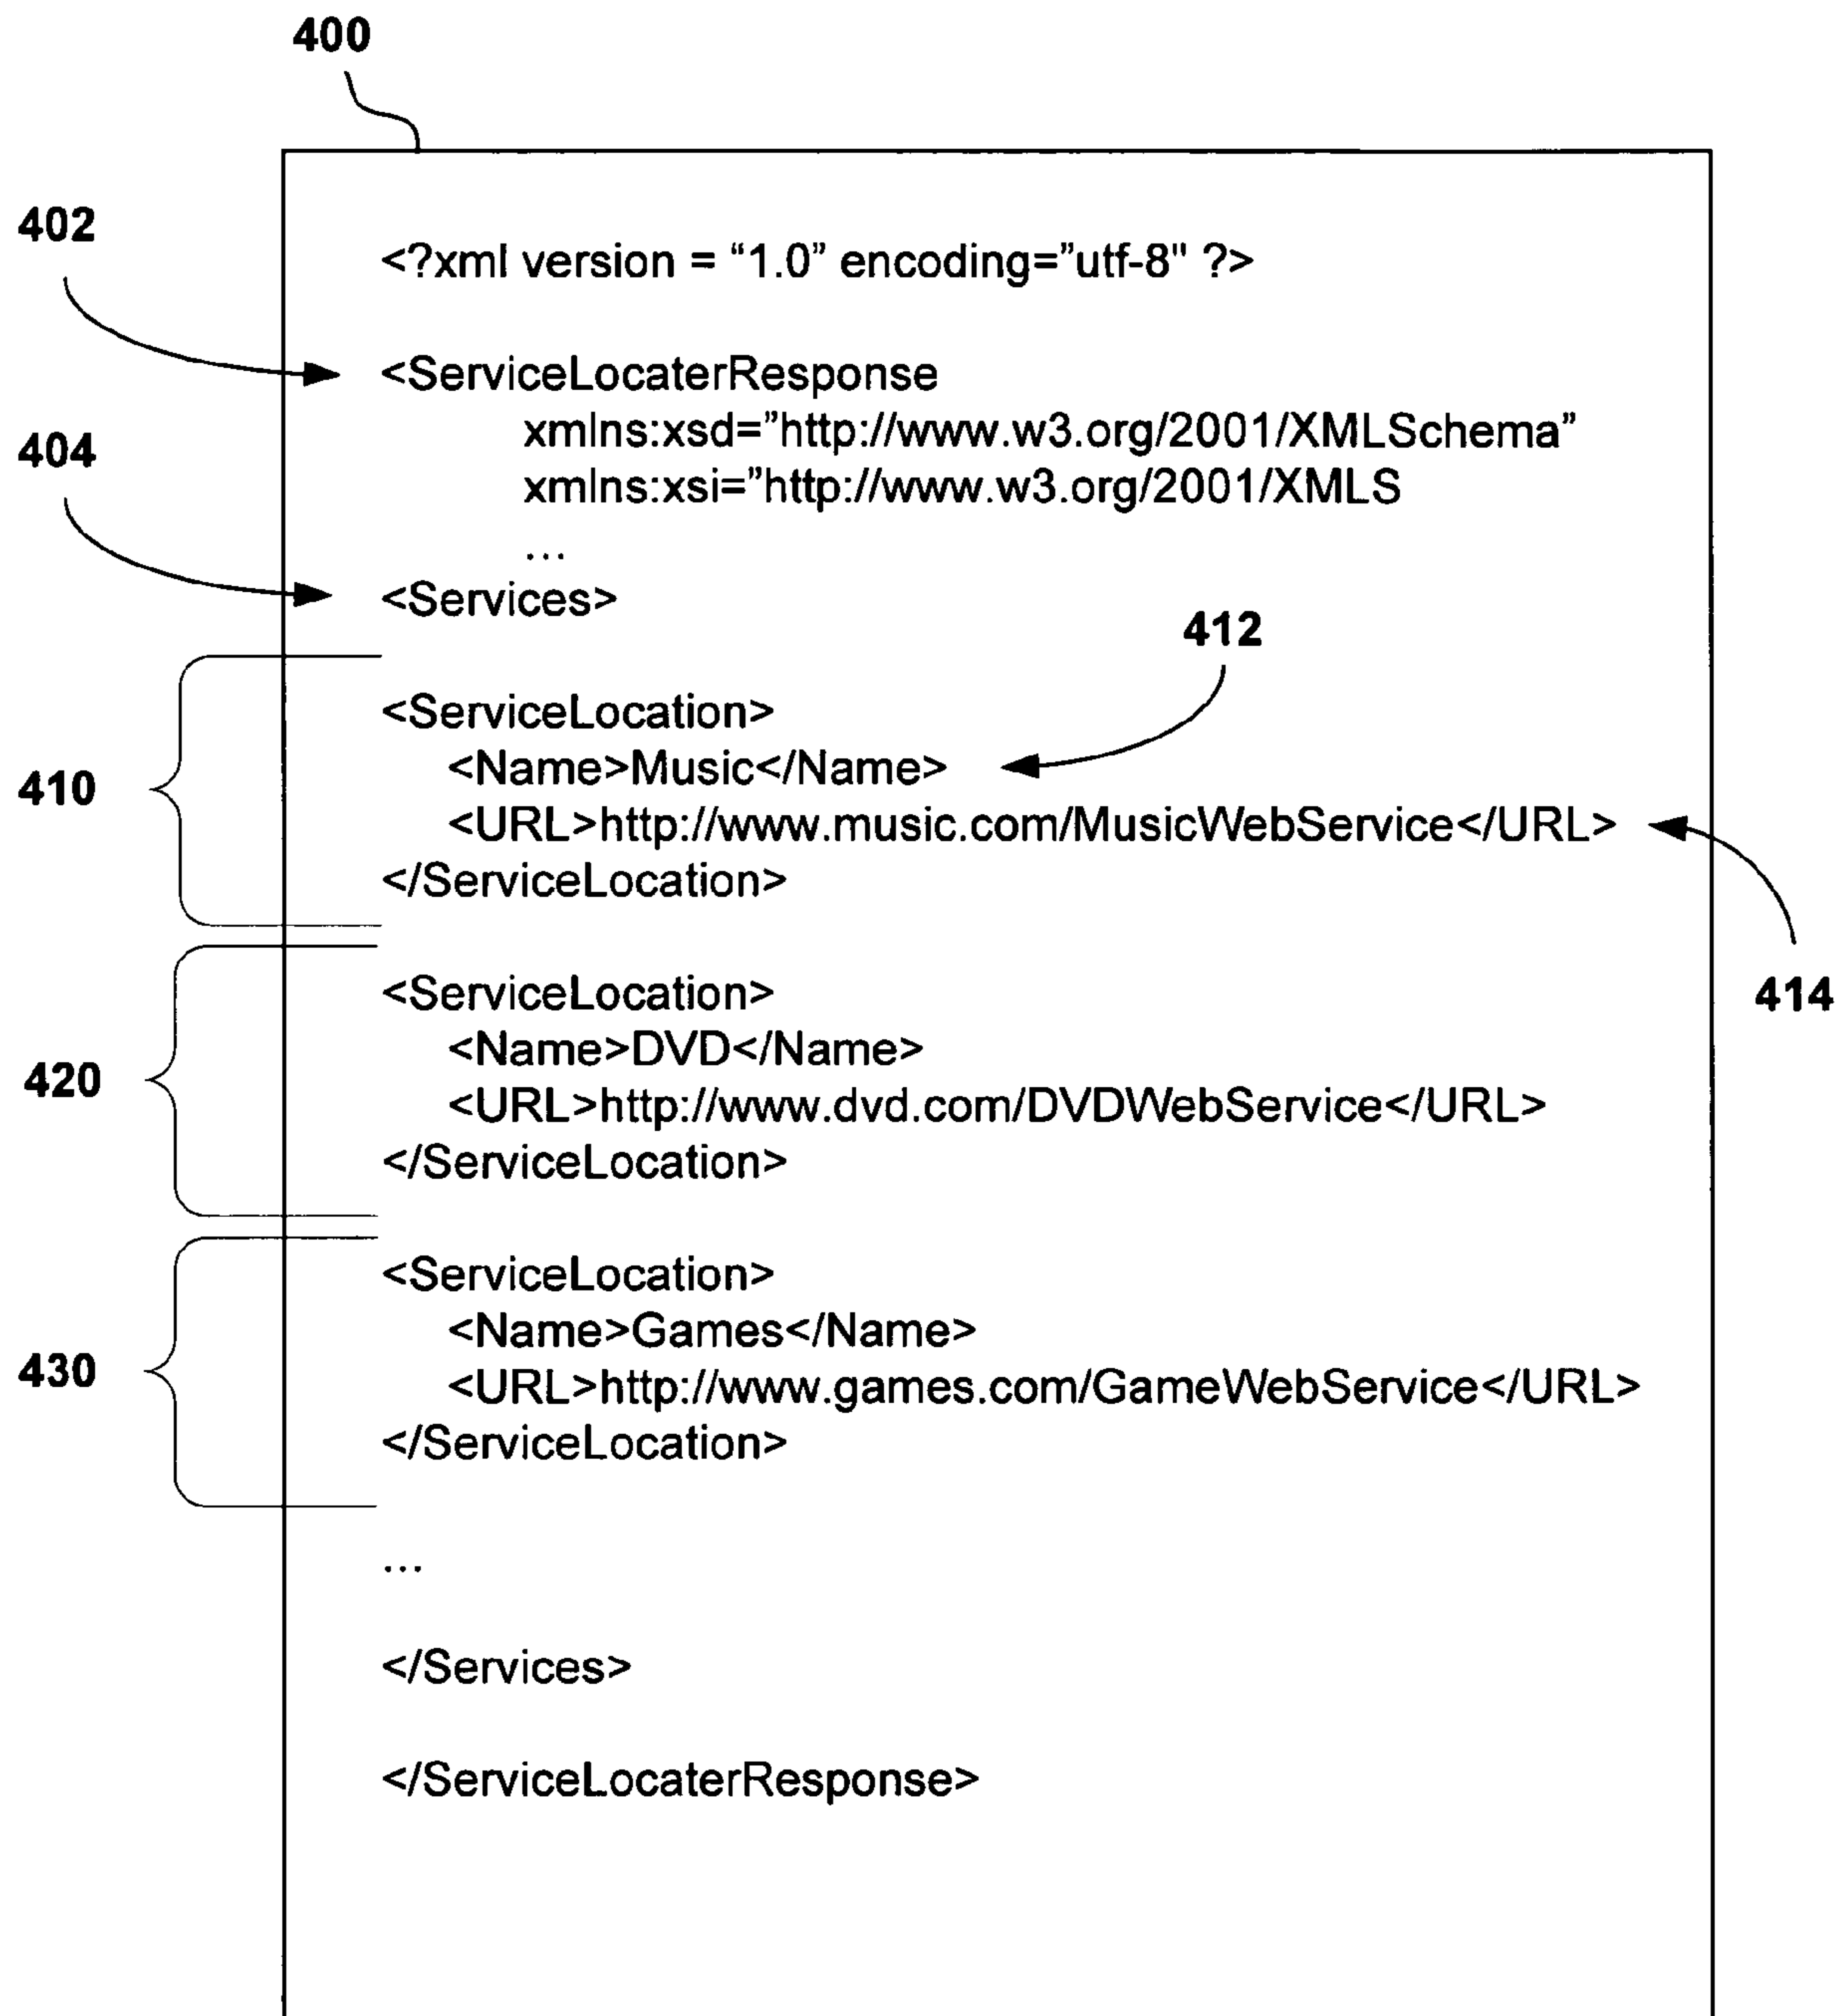 400
402
<?xml version = “1.0” encoding=”utf-8" ?>
<ServiceLocaterResponse
xmlns:xsd=”http://www.w3.org/2001/XMLSchema”
404
xmlns:xsi=”http://www.w3.org/2001/XMLS
...
<Services>
412
<ServiceLocation>
<Name>Music</Name>
410
<URL>http://www.music.com/MusicWebService</URL>
</ServiceLocation>
<ServiceLocation>
414
<Name>DVD</Name>
420
<URL>http://www.dvd.com/DVDWebService</URL>
</ServiceLocation>
<ServiceLocation>
<Name>Games</Name>
430
<URL>http://www.games.com/GameWebService</URL>
</ServiceLocation>
...
</Services>
</ServiceLocaterResponse>